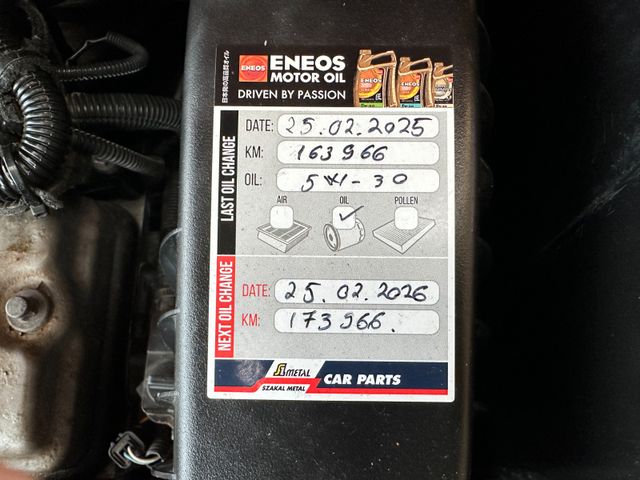 ENEOS
ENEOS
MOTOR OIL
DRIVEN BY PASSION
LAST OIL CHANGE
DATE: 25.02.2025
KM: 163966
OIL: 5W-30
AIR OIL POLLEN
NEXT OIL CHANGE
DATE: 25.02.2026
KM: 173966.
METAL
SZAKAL METAL
CAR PARTS